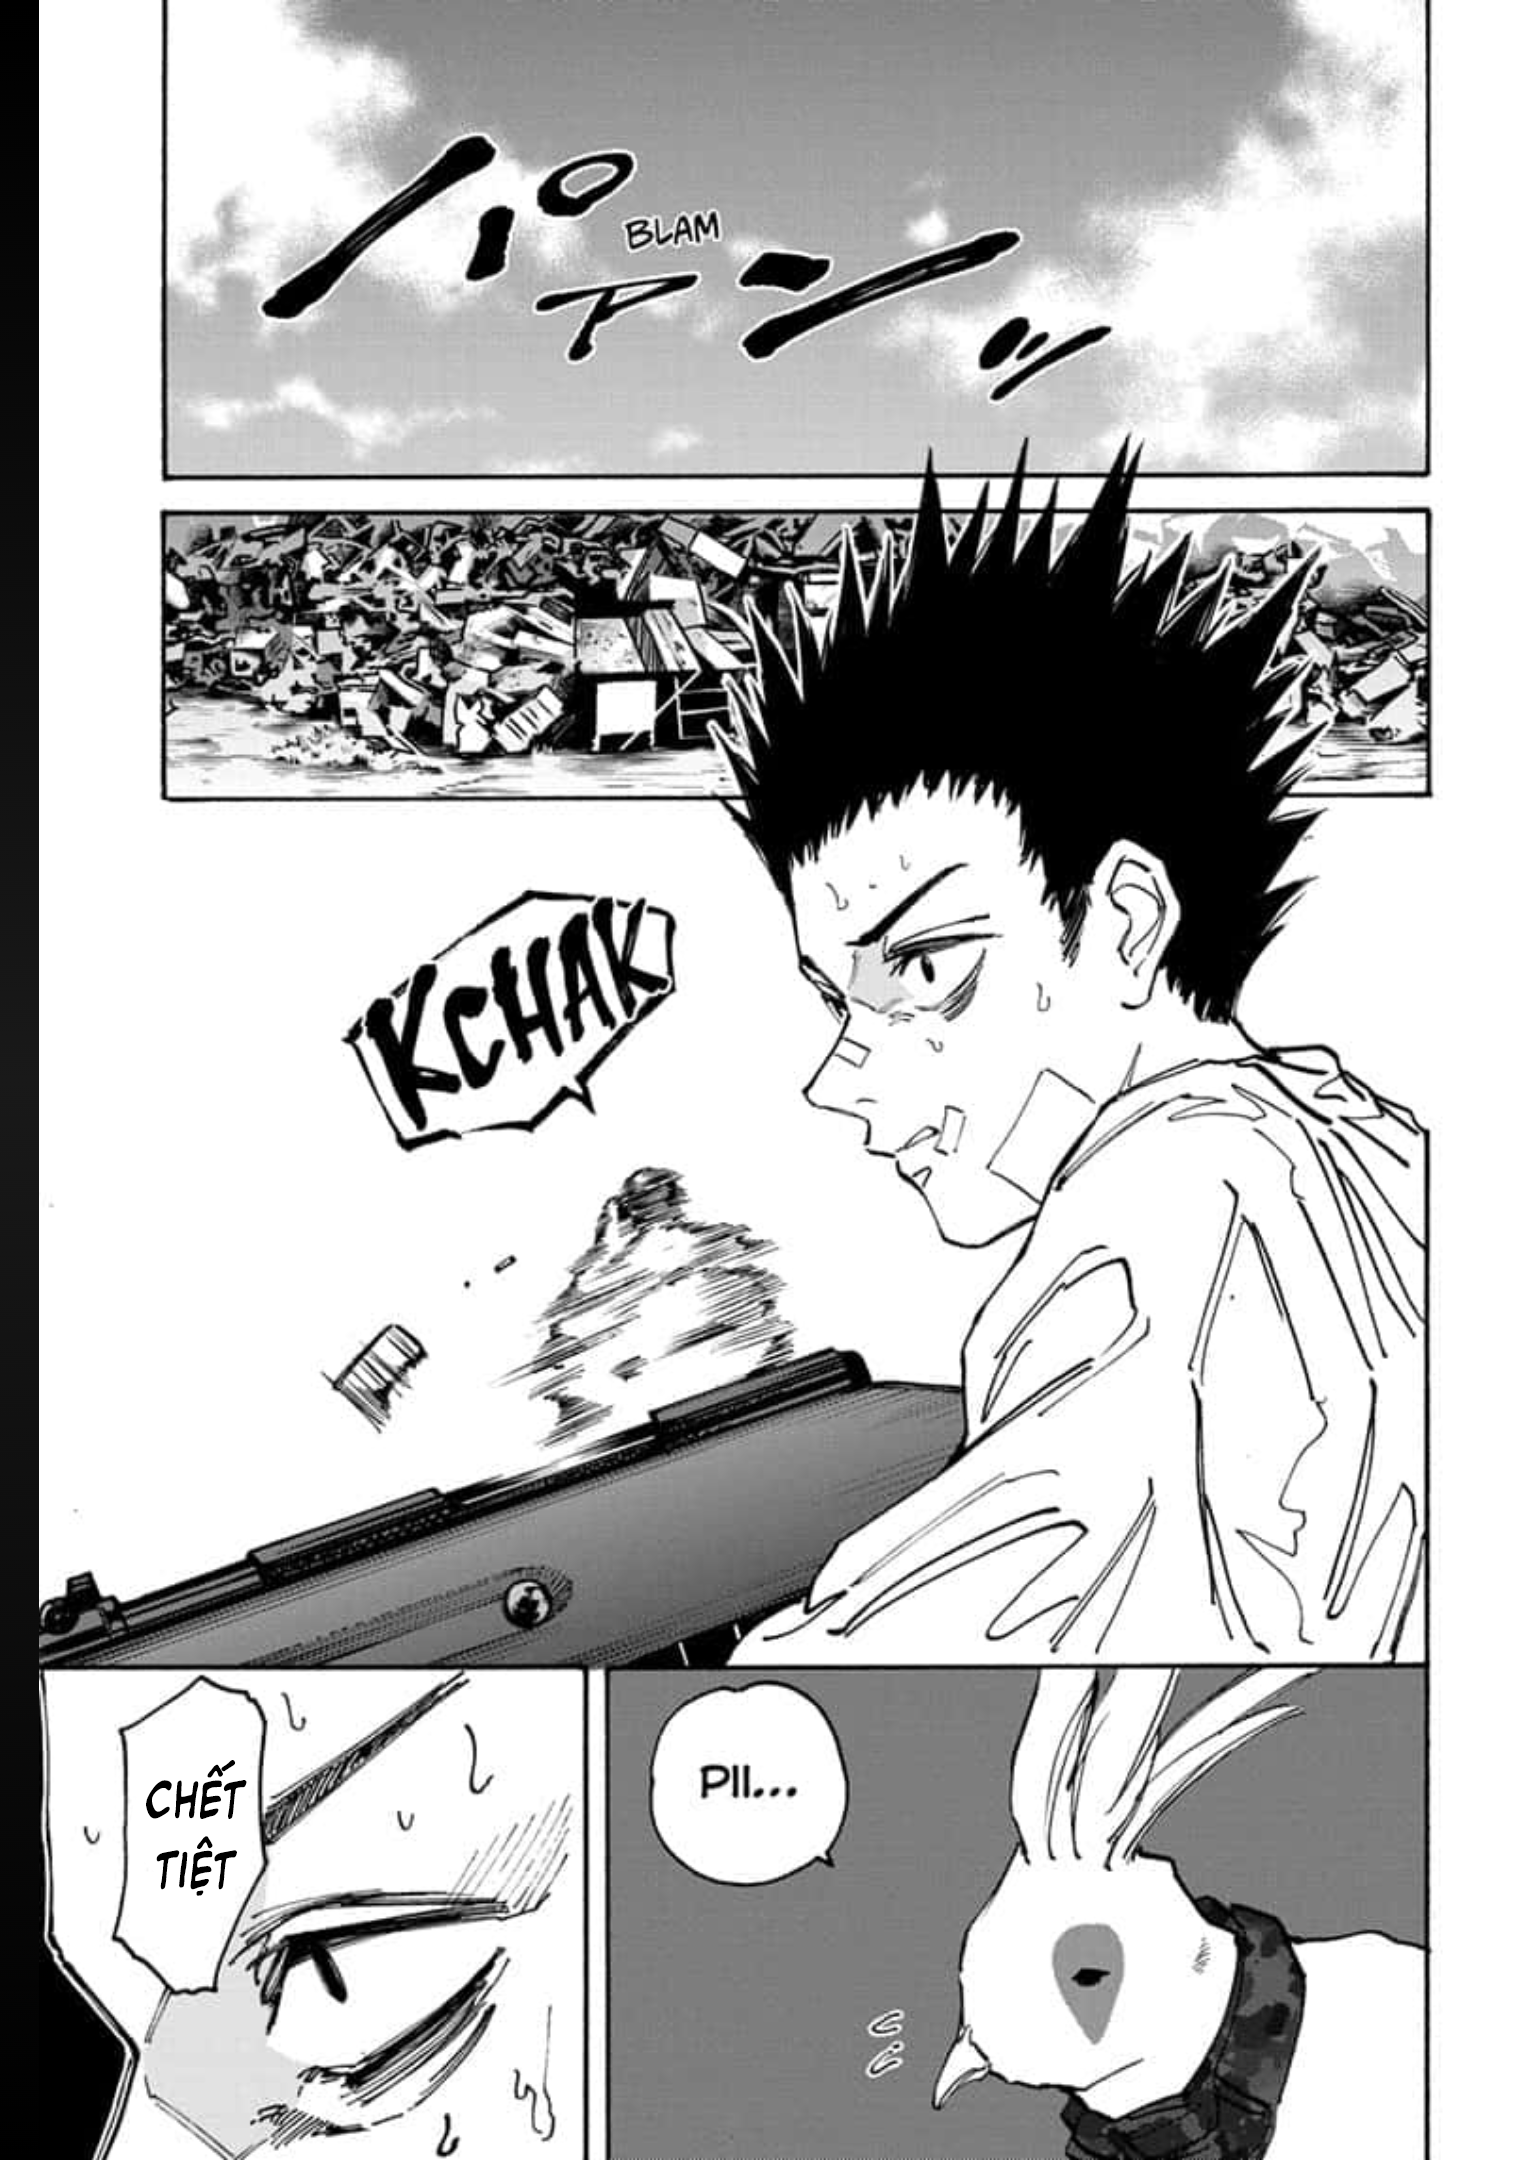 パァンッ
BLAM
KCHAK
PII...
CHẾT
TIỆT